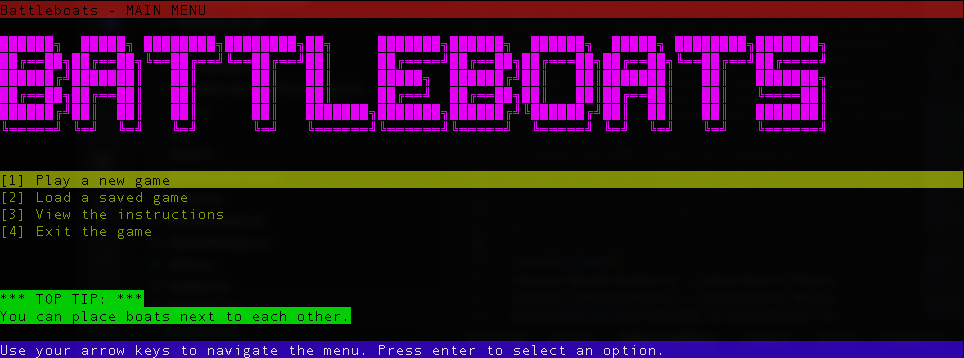 Battleboats - MAIN MENU
BATTLEBOATS
[1] Play a new game
[2] Load a saved game
[3] View the instructions
[4] Exit the game
*** TOP TIP: ***
You can place boats next to each other.
Use your arrow keys to navigate the menu. Press enter to select an option.